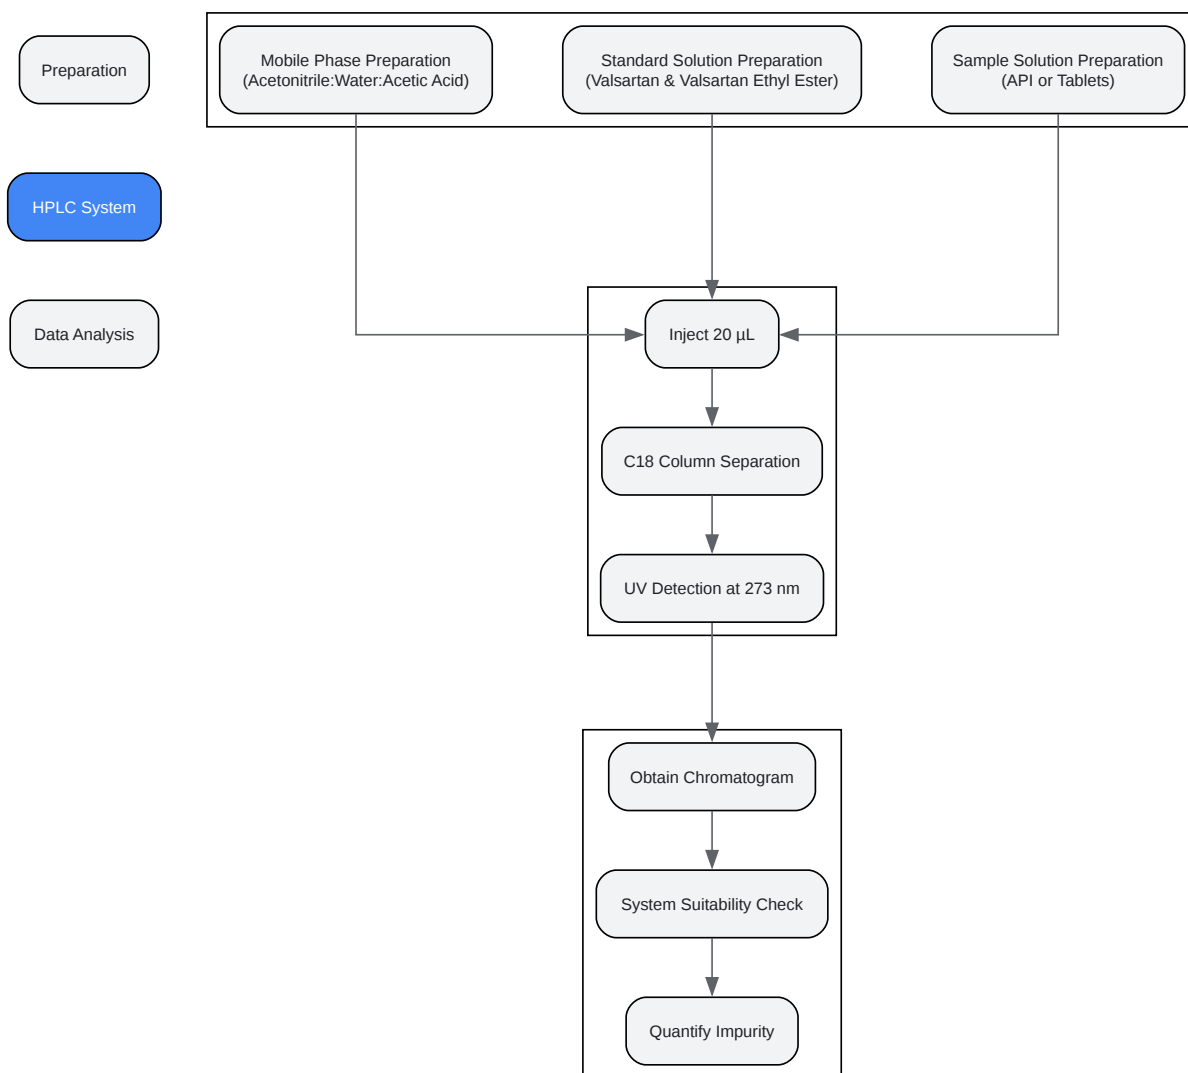 Preparation
Mobile Phase Preparation
(Acetonitrile:Water:Acetic Acid)
Standard Solution Preparation
(Valsartan & Valsartan Ethyl Ester)
Sample Solution Preparation
(API or Tablets)
HPLC System
Data Analysis
Inject 20 µL
C18 Column Separation
UV Detection at 273 nm
Obtain Chromatogram
System Suitability Check
Quantify Impurity